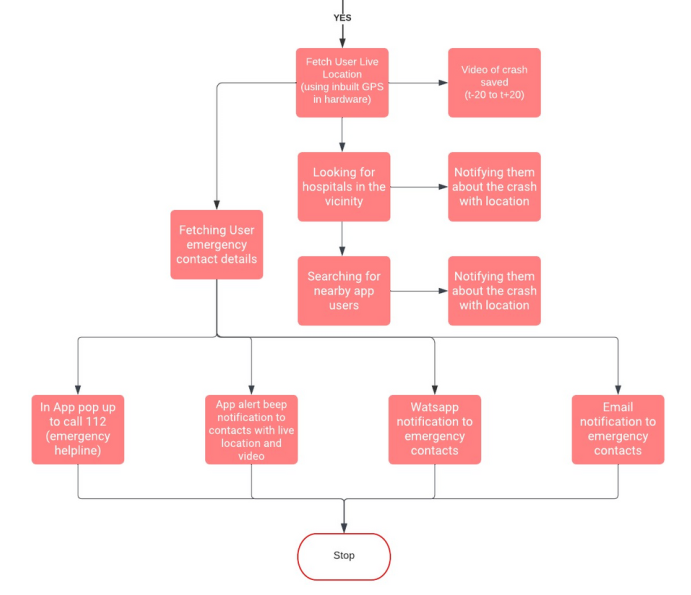 YES
Fetch User Live
Location
(using inbuilt GPS
in hardware)
Video of crash
saved
(t-20 to t+20)
Looking for
hospitals in the
vicinity
Notifying them
about the crash
with location
Fetching User
emergency
contact details
Searching for
nearby app
users
Notifying them
about the crash
with location
In App pop up
to call 112
(emergency
helpline)
App alert beep
notification to
contacts with live
location and
video
Watsapp
notification to
emergency
contacts
Email
notification to
emergency
contacts
Stop